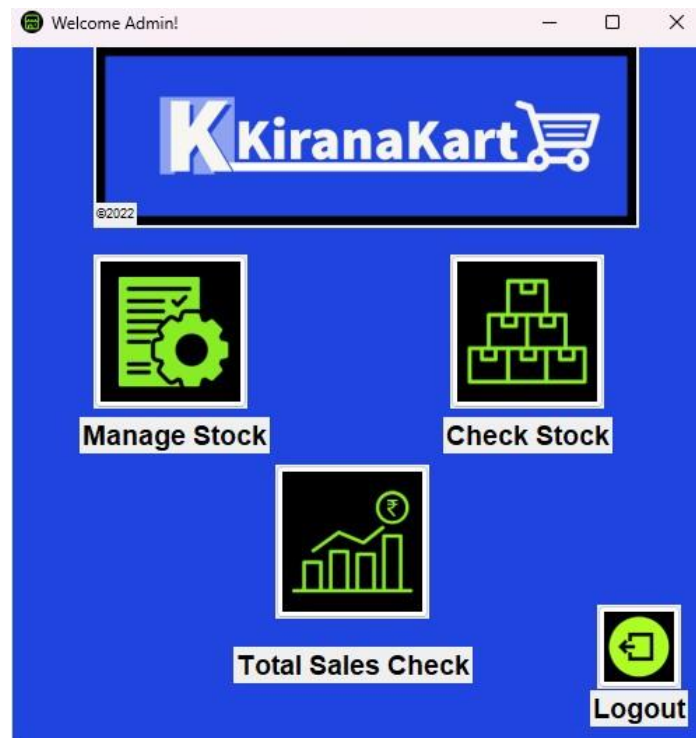 Welcome Admin!
K KiranaKart
©2022
Manage Stock
Check Stock
₹
Total Sales Check
Logout